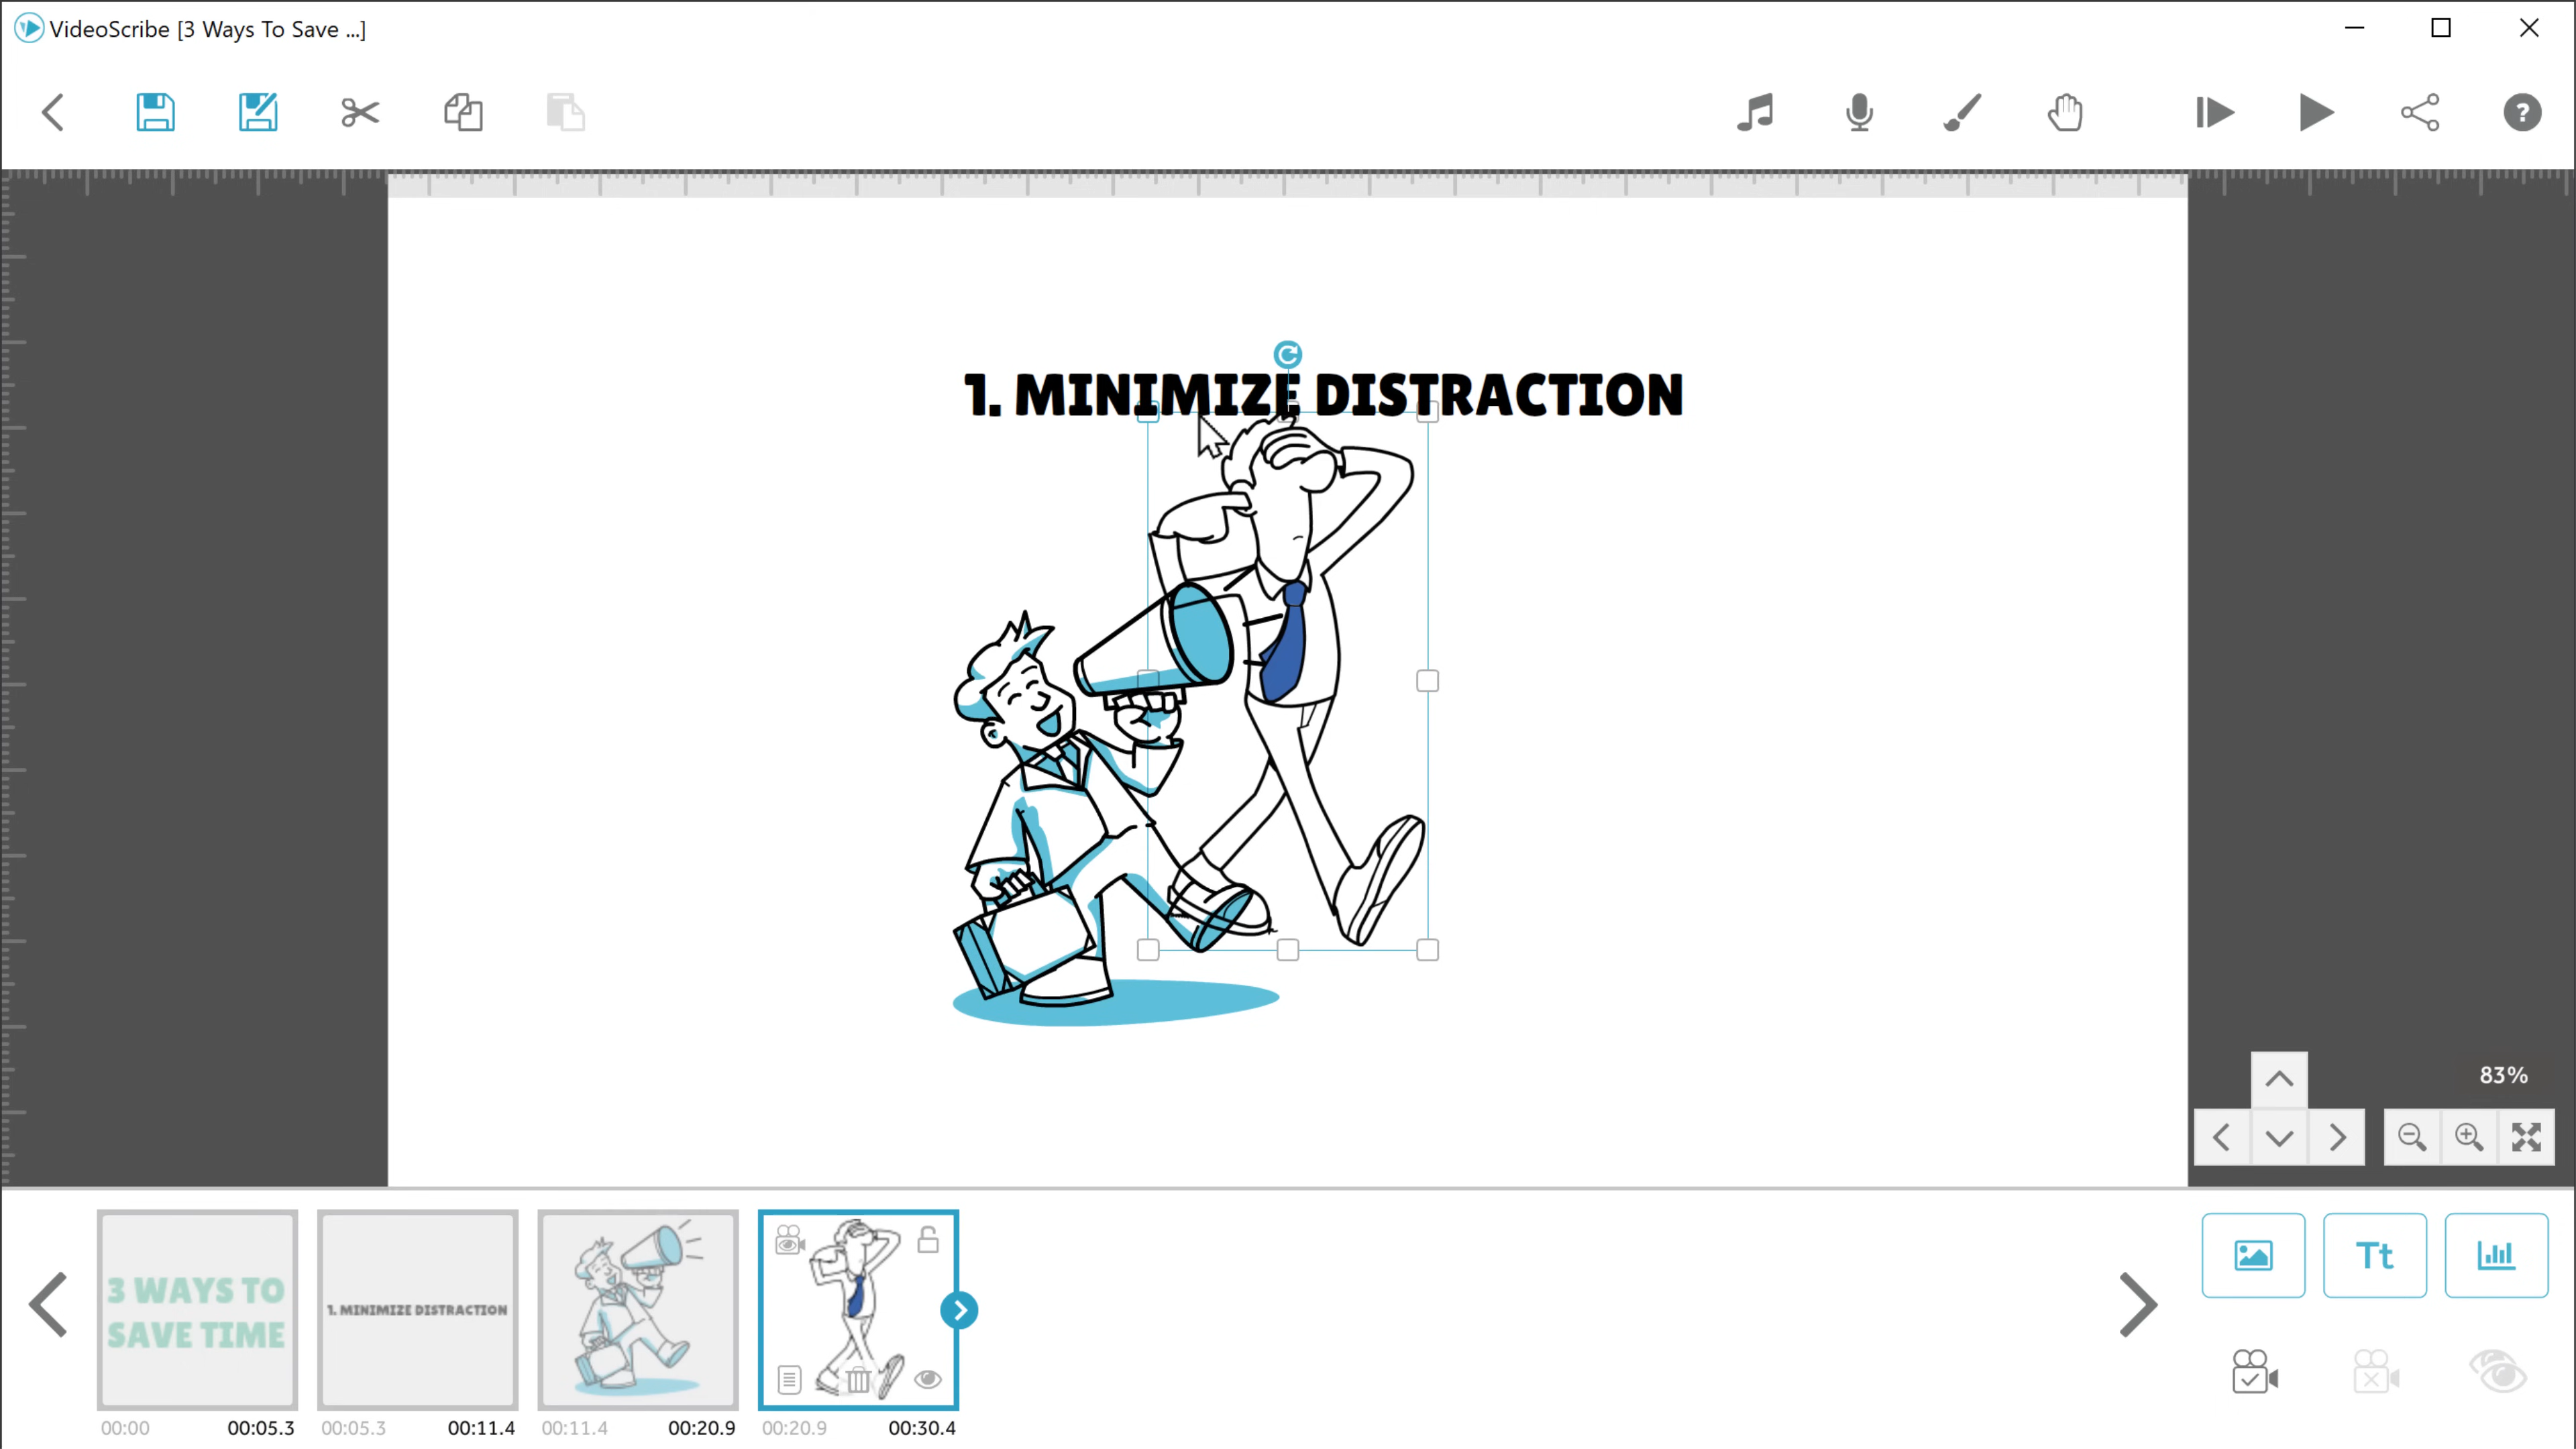 VideoScribe [3 Ways To Save ...]
1. MINIMIZE DISTRACTION
83%
3 WAYS TO
SAVE TIME
1. MINIMIZE DISTRACTION
Tt
00:00 00:05.3 00:05.3 00:11.4 00:11.4 00:20.9 00:20.9 00:30.4